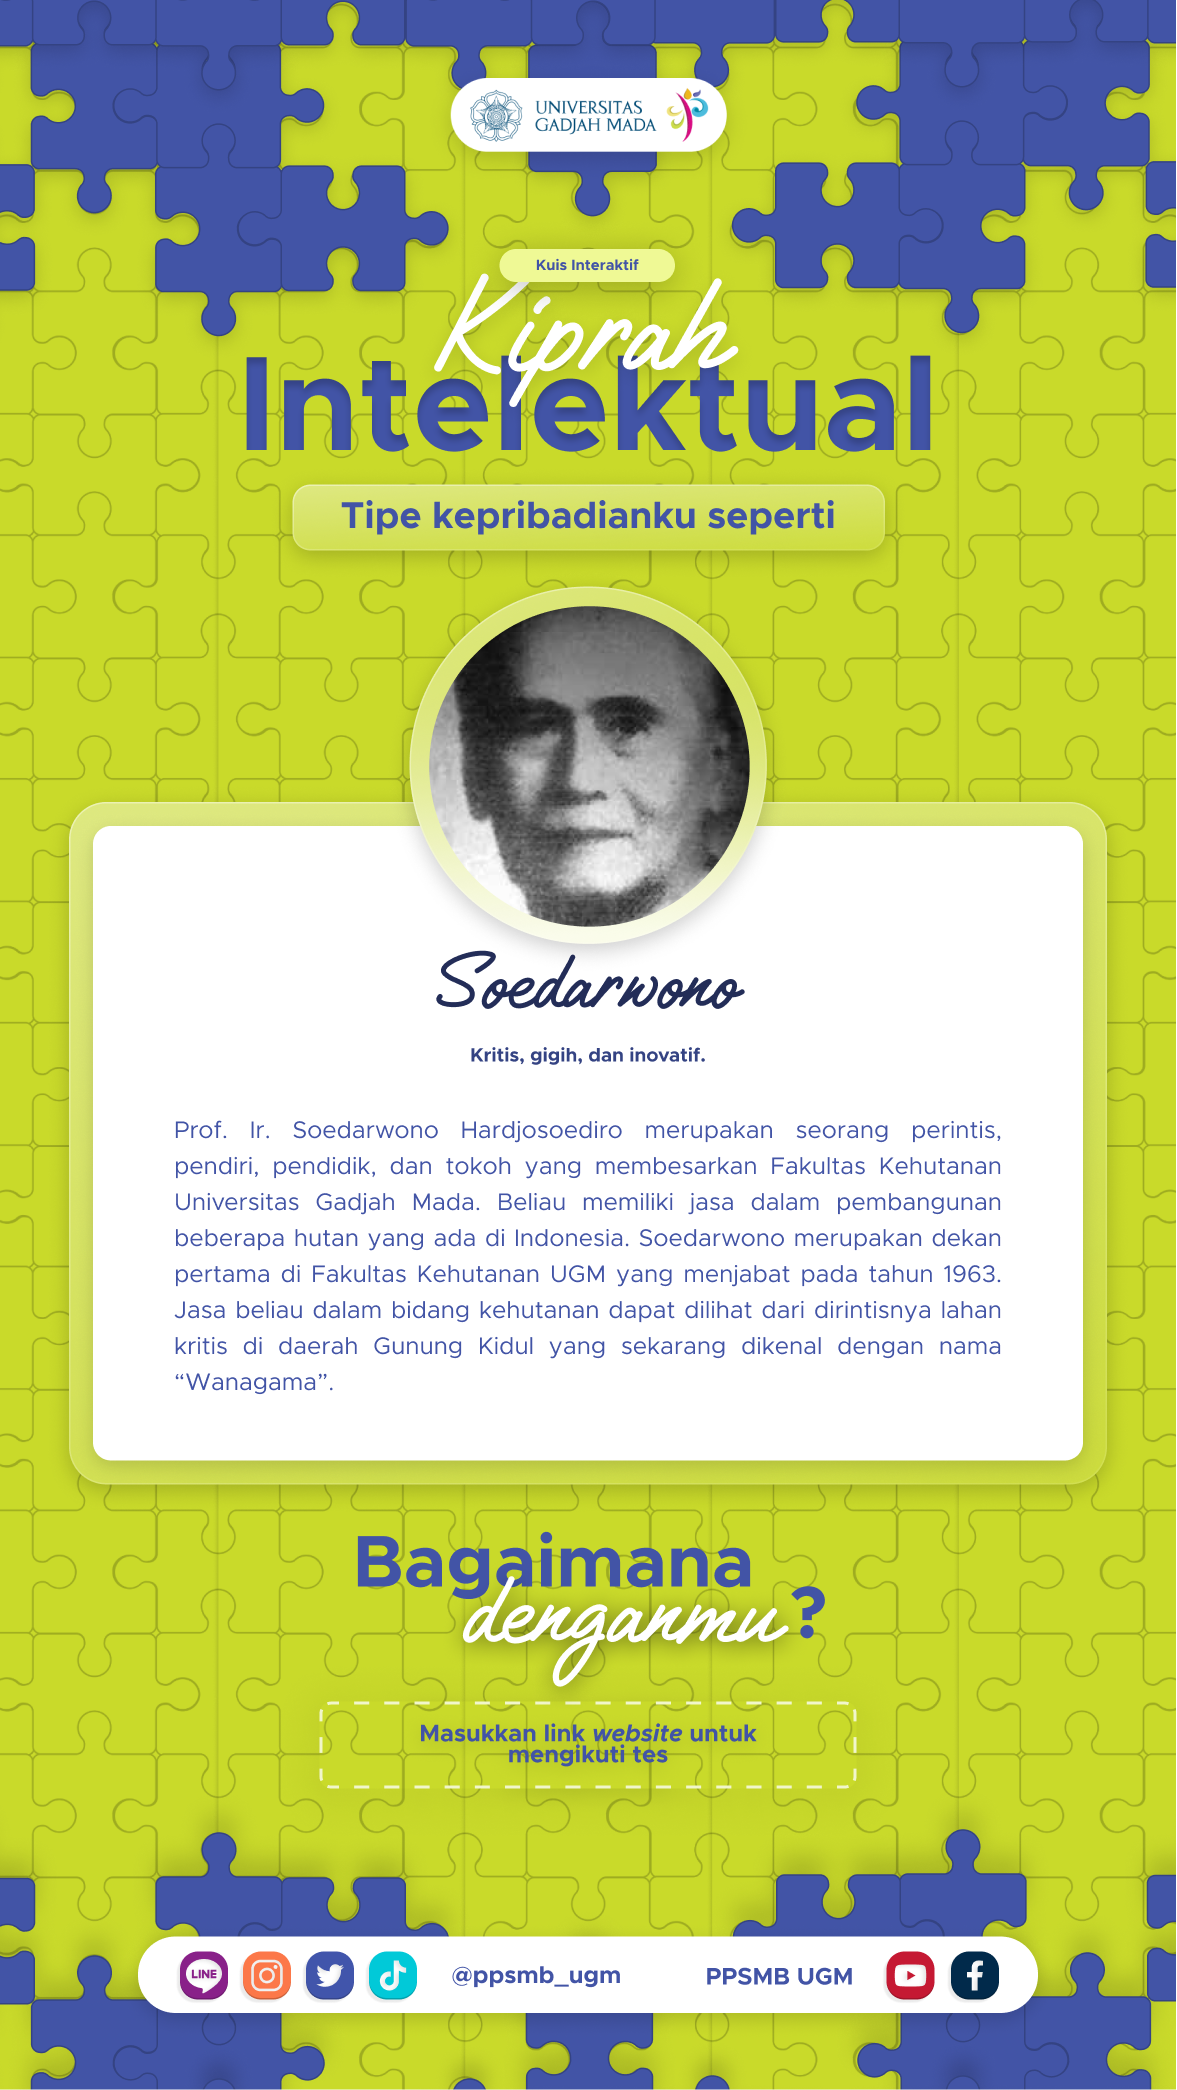 UNIVERSITAS
GADJAH MADA
Kuis Interaktif
Kiprah
Intelektual
Tipe kepribadianku seperti
Soedarwono
Kritis, gigih, dan inovatif.
Prof. Ir. Soedarwono Hardjosoediro merupakan seorang perintis,
pendiri, pendidik, dan tokoh yang membesarkan Fakultas Kehutanan
Universitas Gadjah Mada. Beliau memiliki jasa dalam pembangunan
beberapa hutan yang ada di Indonesia. Soedarwono merupakan dekan
pertama di Fakultas Kehutanan UGM yang menjabat pada tahun 1963.
Jasa beliau dalam bidang kehutanan dapat dilihat dari dirintisnya lahan
kritis di daerah Gunung Kidul yang sekarang dikenal dengan nama
“Wanagama”.
Bagaimana
denganmu?
Masukkan link website untuk
mengikuti tes
LINE @ppsmb_ugm PPSMB UGM